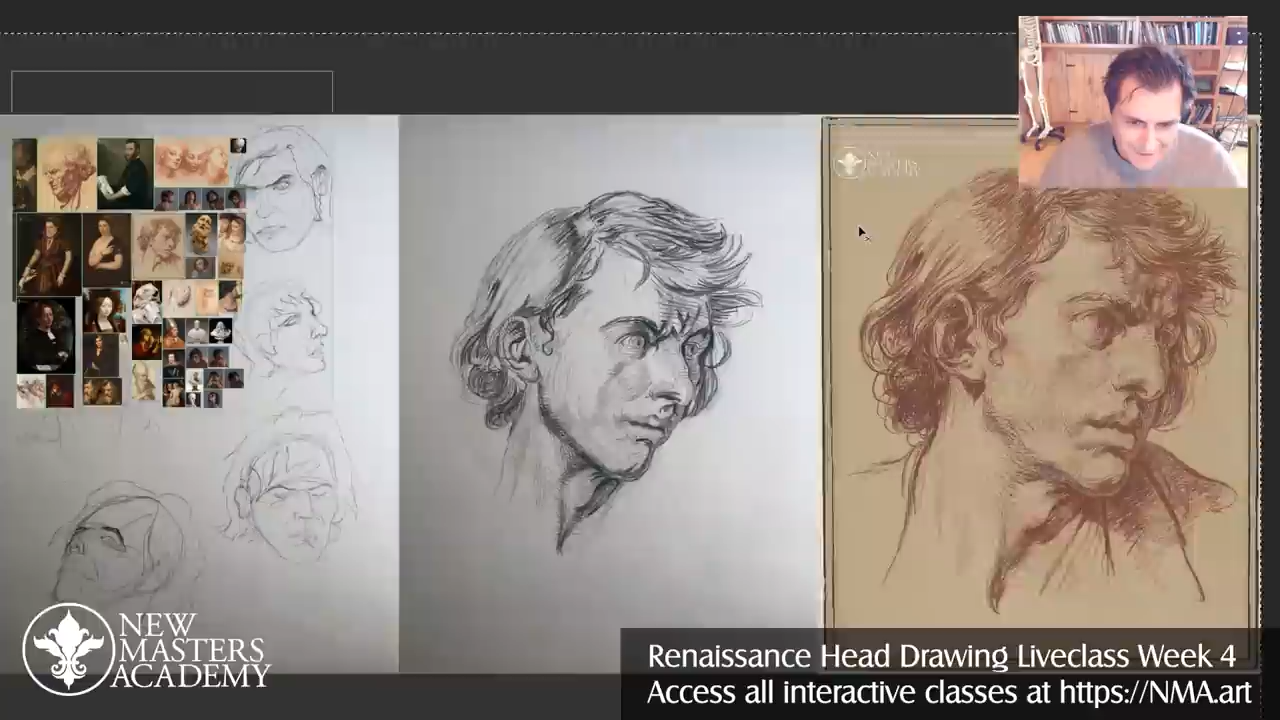 NEW
MASTERS
ACADEMY
Renaissance Head Drawing Liveclass Week 4
Access all interactive classes at https://NMA.art